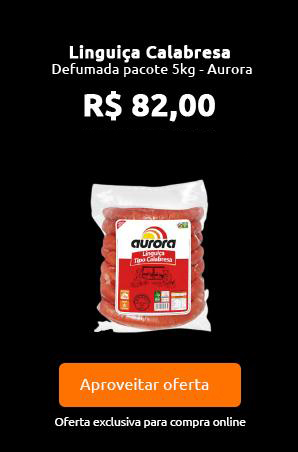 Linguiça Calabresa
Defumada pacote 5kg - Aurora
R$ 82,00
aurora
Linguiça
Tipo Calabresa
Aproveitar oferta
Oferta exclusiva para compra online